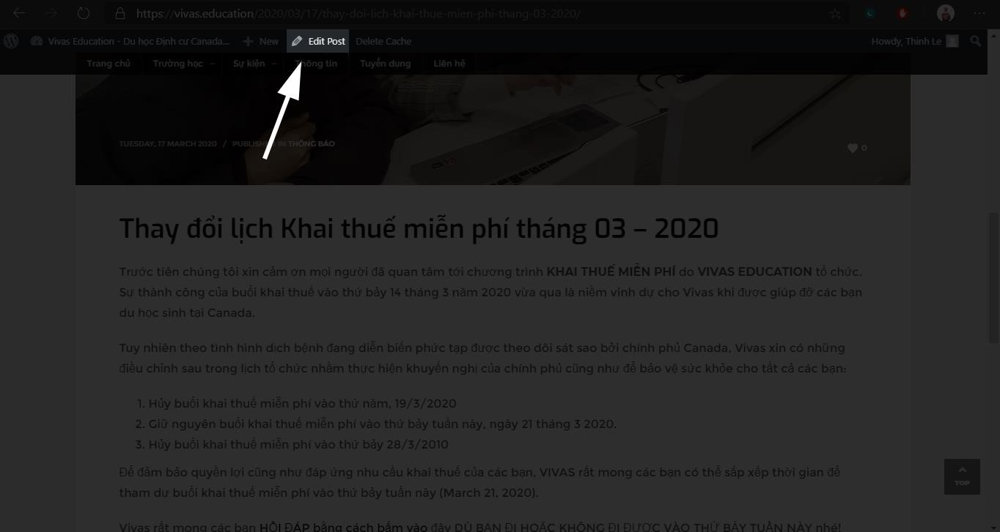 https://vivas.education/2020/03/17/thay-doi-lich-khai-thue-mien-phi-thang-03-2020/
Vivas Education - Du học Định cư Canada... New Edit Post Delete Cache Howdy, Thinh Le
Trang chủ Trường học Sự kiện Thông tin Tuyển dụng Liên hệ
TUESDAY, 17 MARCH 2020 / PUBLISHED IN THÔNG BÁO 0
Thay đổi lịch Khai thuế miễn phí tháng 03 – 2020
Trước tiên chúng tôi xin cảm ơn mọi người đã quan tâm tới chương trình KHAI THUẾ MIỄN PHÍ do VIVAS EDUCATION tổ chức.
Sự thành công của buổi khai thuế vào thứ bảy 14 tháng 3 năm 2020 vừa qua là niềm vinh dự cho Vivas khi được giúp đỡ các bạn
du học sinh tại Canada.
Tuy nhiên theo tình hình dịch bệnh đang diễn biến phức tạp được theo dõi sát sao bởi chính phủ Canada, Vivas xin có những
điều chỉnh sau trong lịch tổ chức nhằm thực hiện khuyến nghị của chính phủ cũng như để bảo vệ sức khỏe cho tất cả các bạn:
1. Hủy buổi khai thuế miễn phí vào thứ năm, 19/3/2020
2. Giữ nguyên buổi khai thuế miễn phí vào thứ bảy tuần này, ngày 21 tháng 3 2020.
3. Hủy buổi khai thuế miễn phí vào thứ bảy 28/3/2010
Để đảm bảo quyền lợi cũng như đáp ứng nhu cầu khai thuế của các bạn, VIVAS rất mong các bạn có thể sắp xếp thời gian để
tham dự buổi khai thuế miễn phí vào thứ bảy tuần này (March 21, 2020).
TOP
Vivas rất mong các bạn HỒI ĐÁP bằng cách bấm vào đây DÙ BẠN ĐI HOẶC KHÔNG ĐI ĐƯỢC VÀO THỨ BẢY TUẦN NÀY nhé!